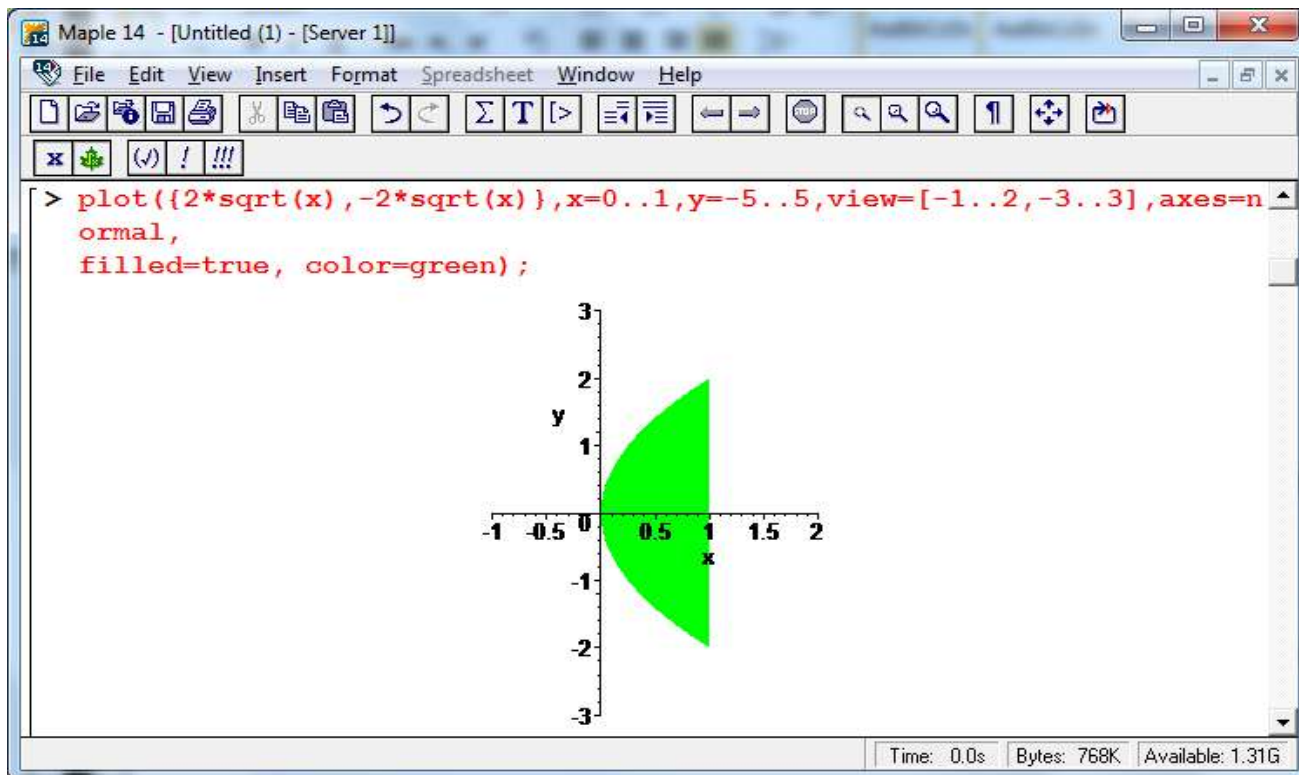 Maple 14 - [Untitled (1) - [Server 1]]
File Edit View Insert Format Spreadsheet Window Help
Σ T [> STOP ¶
x (√) ! !!!
> plot({2*sqrt(x),-2*sqrt(x)},x=0..1,y=-5..5,view=[-1..2,-3..3],axes=n
ormal,
filled=true, color=green);
3
2
y
1
-1 -0.5 0 0.5 1 1.5 2
x
-1
-2
-3
Time: 0.0s Bytes: 768K Available: 1.31G